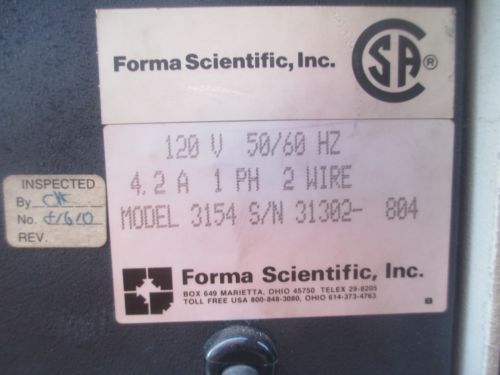 Forma Scientific, Inc.
CSA®
120 V 50/60 HZ
4.2 A 1 PH 2 WIRE
MODEL 3154 S/N 31302- 804
Forma Scientific, Inc.
BOX 649 MARIETTA, OHIO 45750 TELEX 29-8205
TOLL FREE USA 800-848-3080, OHIO 614-373-4763
INSPECTED
By
No.
REV.